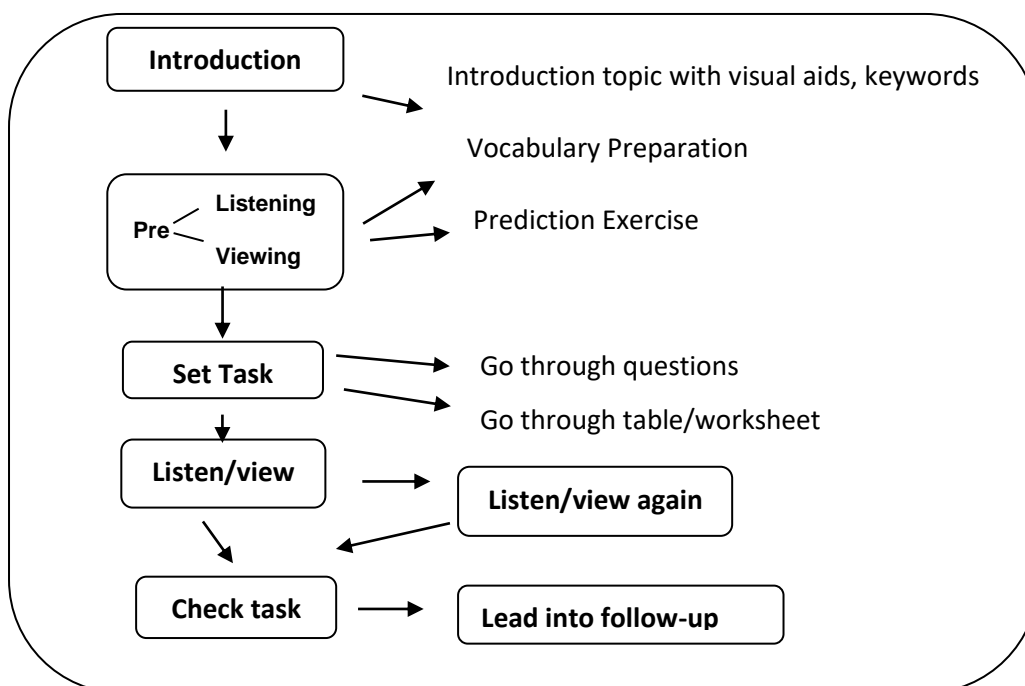 Introduction
Introduction topic with visual aids, keywords
Vocabulary Preparation
Listening
Pre
Viewing
Prediction Exercise
Set Task
Go through questions
Go through table/worksheet
Listen/view
Listen/view again
Check task
Lead into follow-up